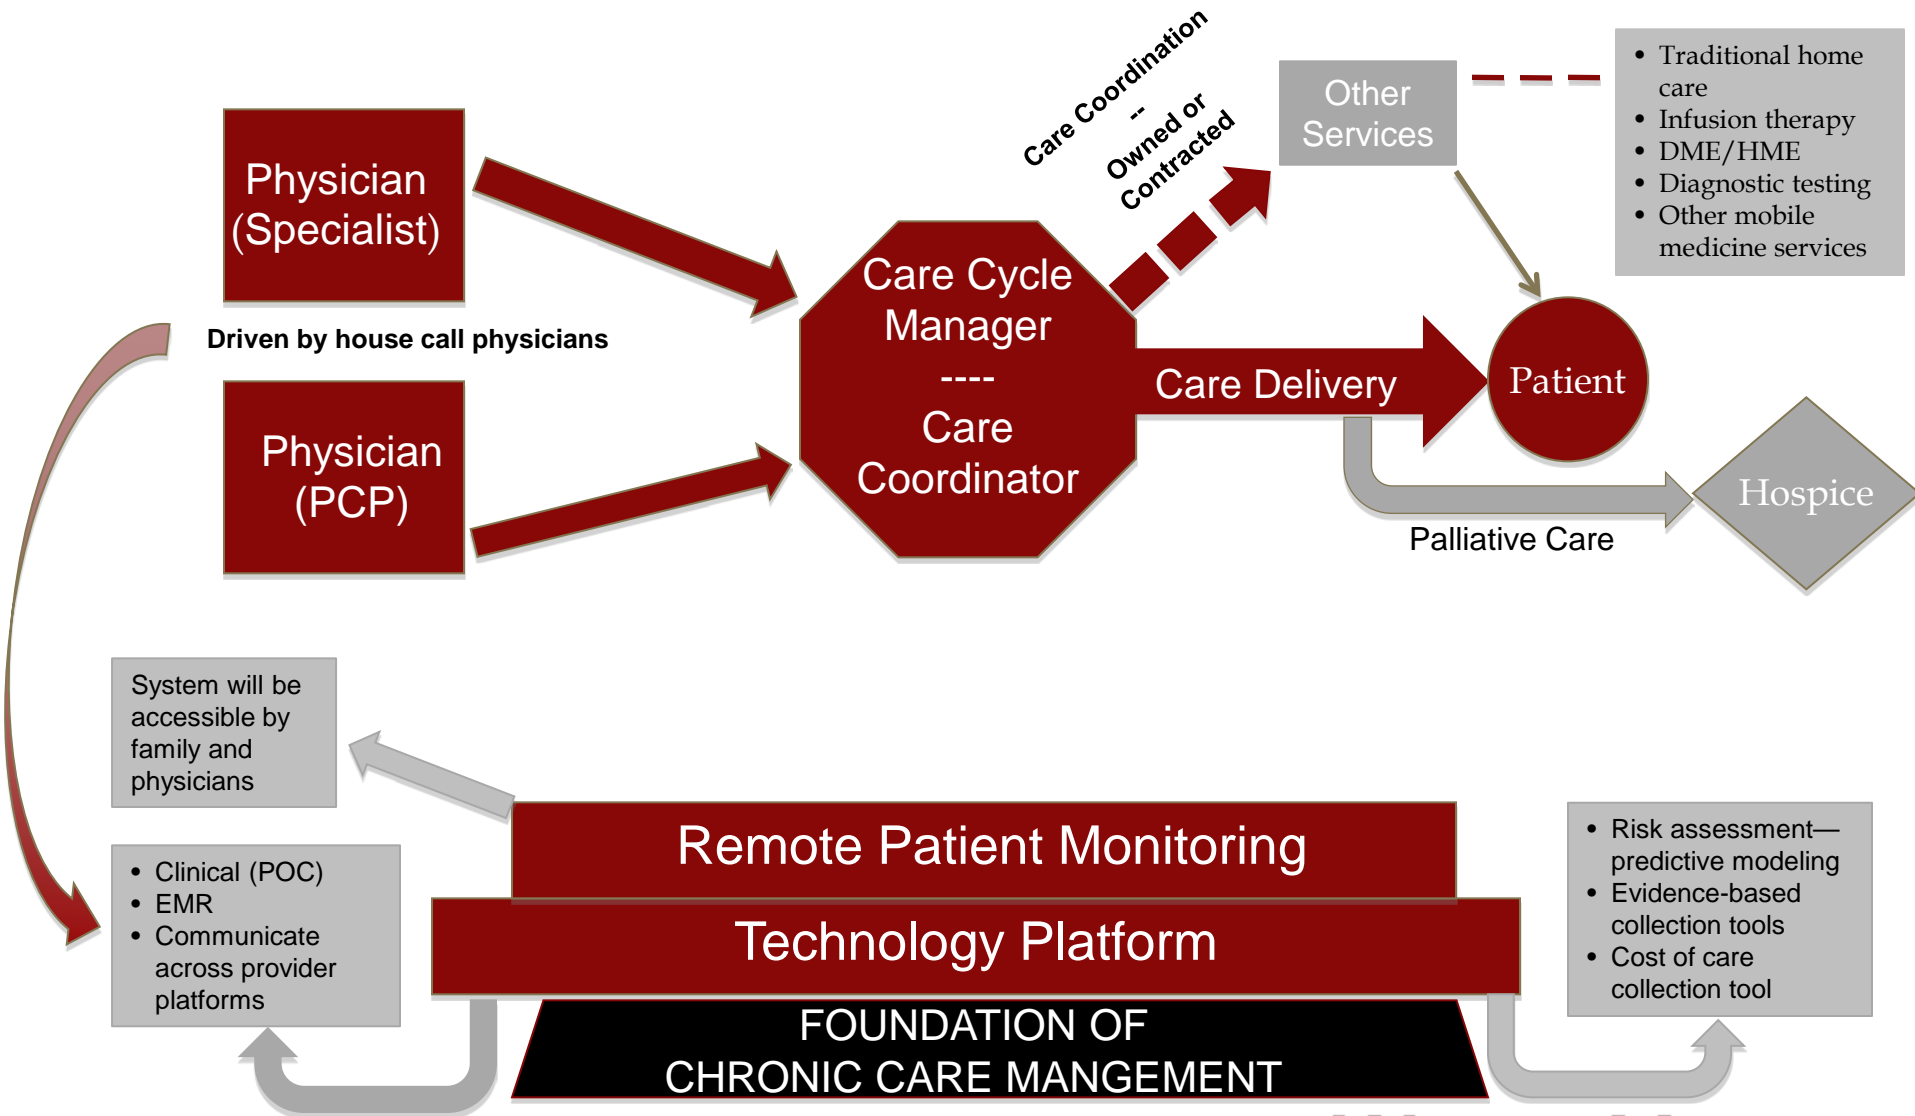 Physician
(Specialist)
Driven by house call physicians
Physician
(PCP)
Care Cycle
Manager
----
Care
Coordinator
Care Coordination
--
Owned or
Contracted
Other
Services
• Traditional home
care
• Infusion therapy
• DME/HME
• Diagnostic testing
• Other mobile
medicine services
Care Delivery
Patient
Palliative Care
Hospice
System will be
accessible by
family and
physicians
• Clinical (POC)
• EMR
• Communicate
across provider
platforms
Remote Patient Monitoring
Technology Platform
FOUNDATION OF
CHRONIC CARE MANGEMENT
• Risk assessment—
predictive modeling
• Evidence-based
collection tools
• Cost of care
collection tool